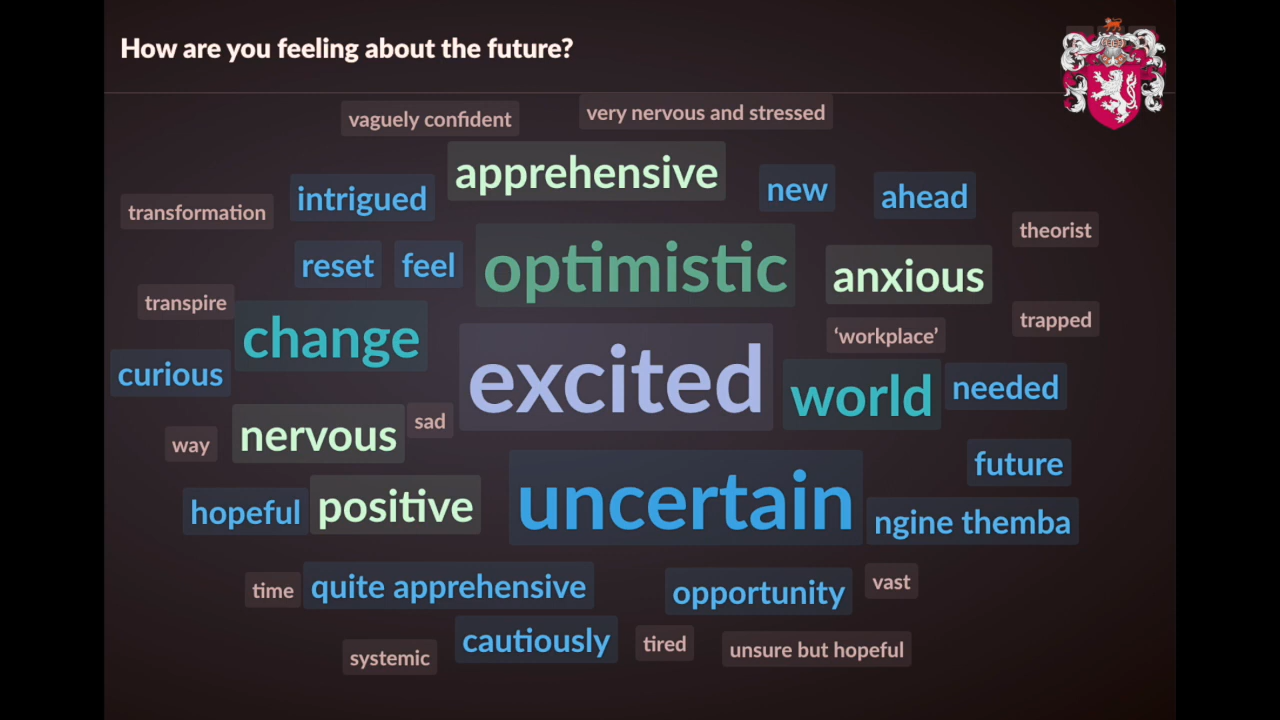 How are you feeling about the future?
vaguely confident
very nervous and stressed
apprehensive
intrigued
new
ahead
transformation
theorist
reset
feel
optimistic
anxious
transpire
change
‘workplace’
trapped
curious
excited
world
needed
nervous
sad
way
future
hopeful
positive
uncertain
ngine themba
time
quite apprehensive
opportunity
vast
cautiously
tired
unsure but hopeful
systemic